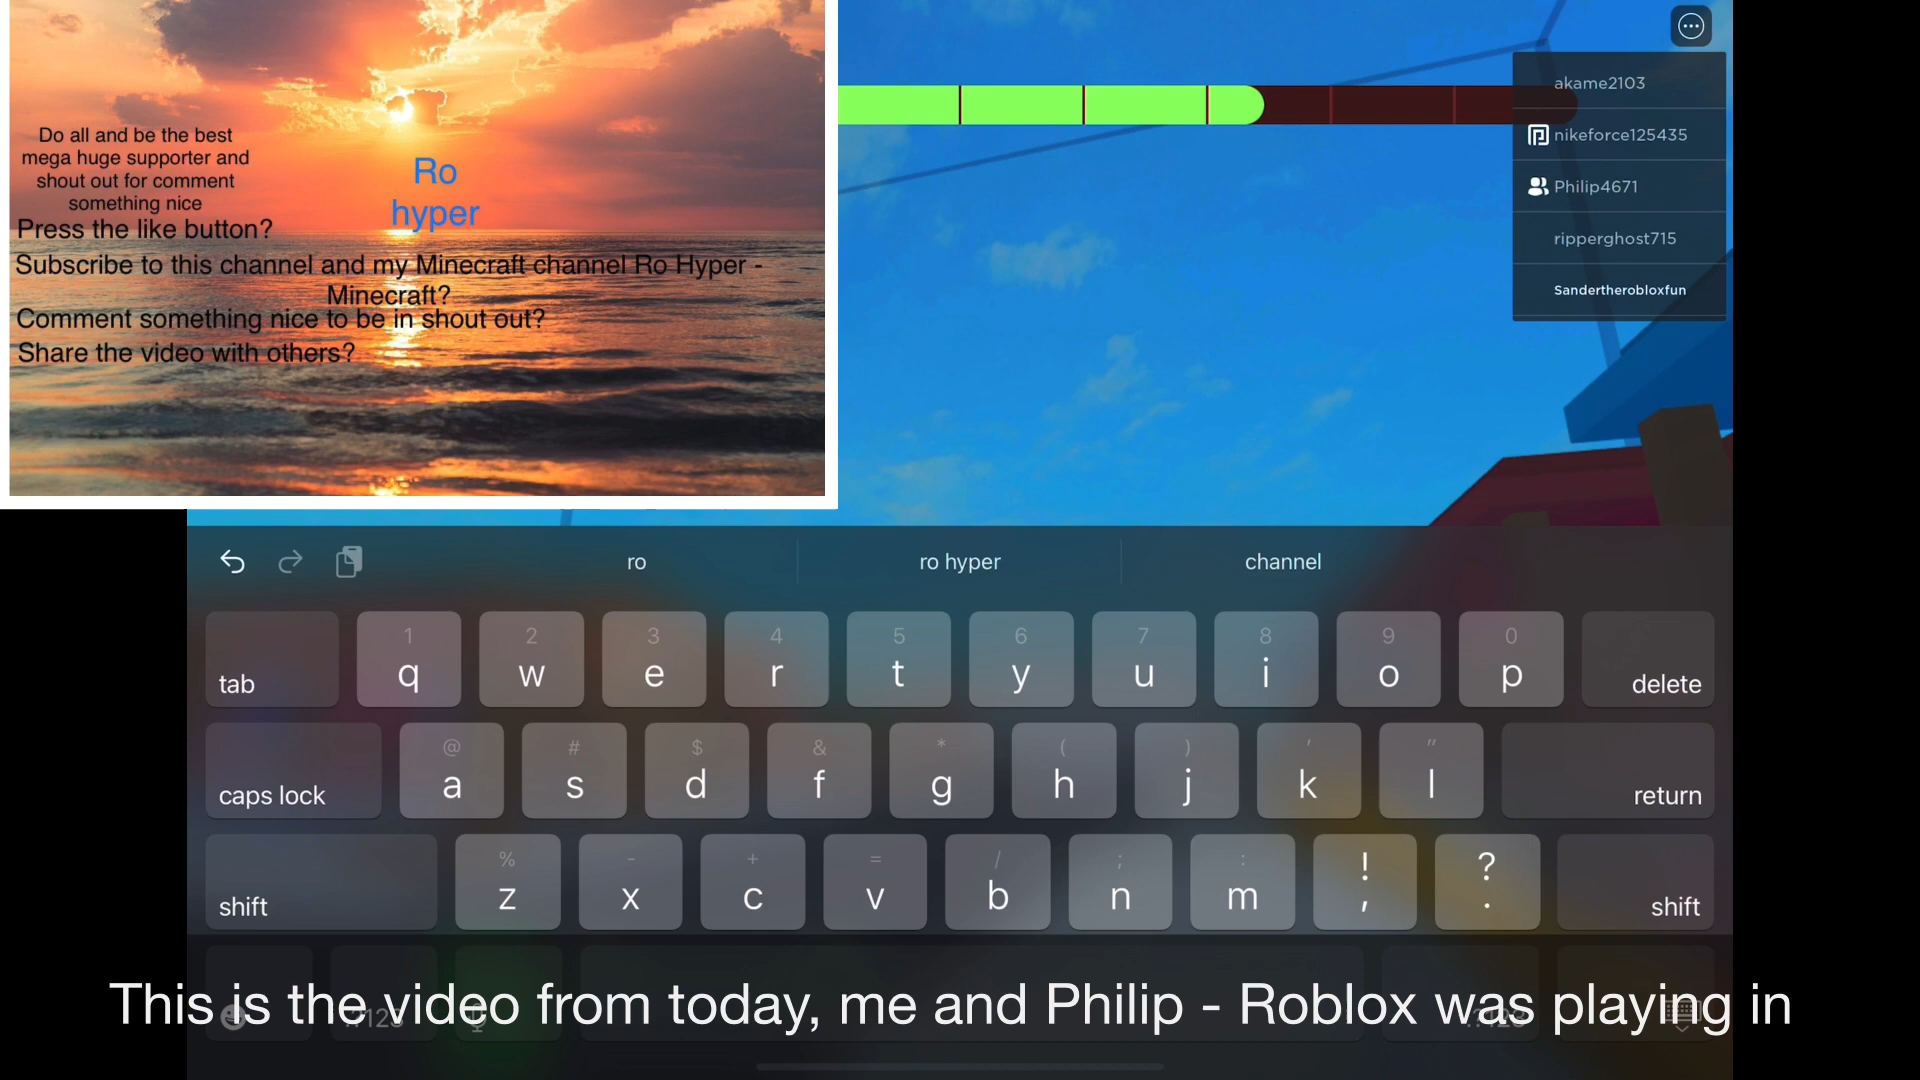 Do all and be the best
mega huge supporter and
shout out for comment
something nice
Ro
hyper
Press the like button?
Subscribe to this channel and my Minecraft channel Ro Hyper -
Minecraft?
Comment something nice to be in shout out?
Share the video with others?
akame2103
nikeforce125435
Philip4671
ripperghost715
Sandertherobloxfun
ro ro hyper channel
1 2 3 4 5 6 7 8 9 0
tab q w e r t y u i o p delete
@ # $ & * ( ) ' "
caps lock a s d f g h j k l return
% - + = / ; : ! ?
shift z x c v b n m , . shift
.?123 .?123
This is the video from today, me and Philip - Roblox was playing in